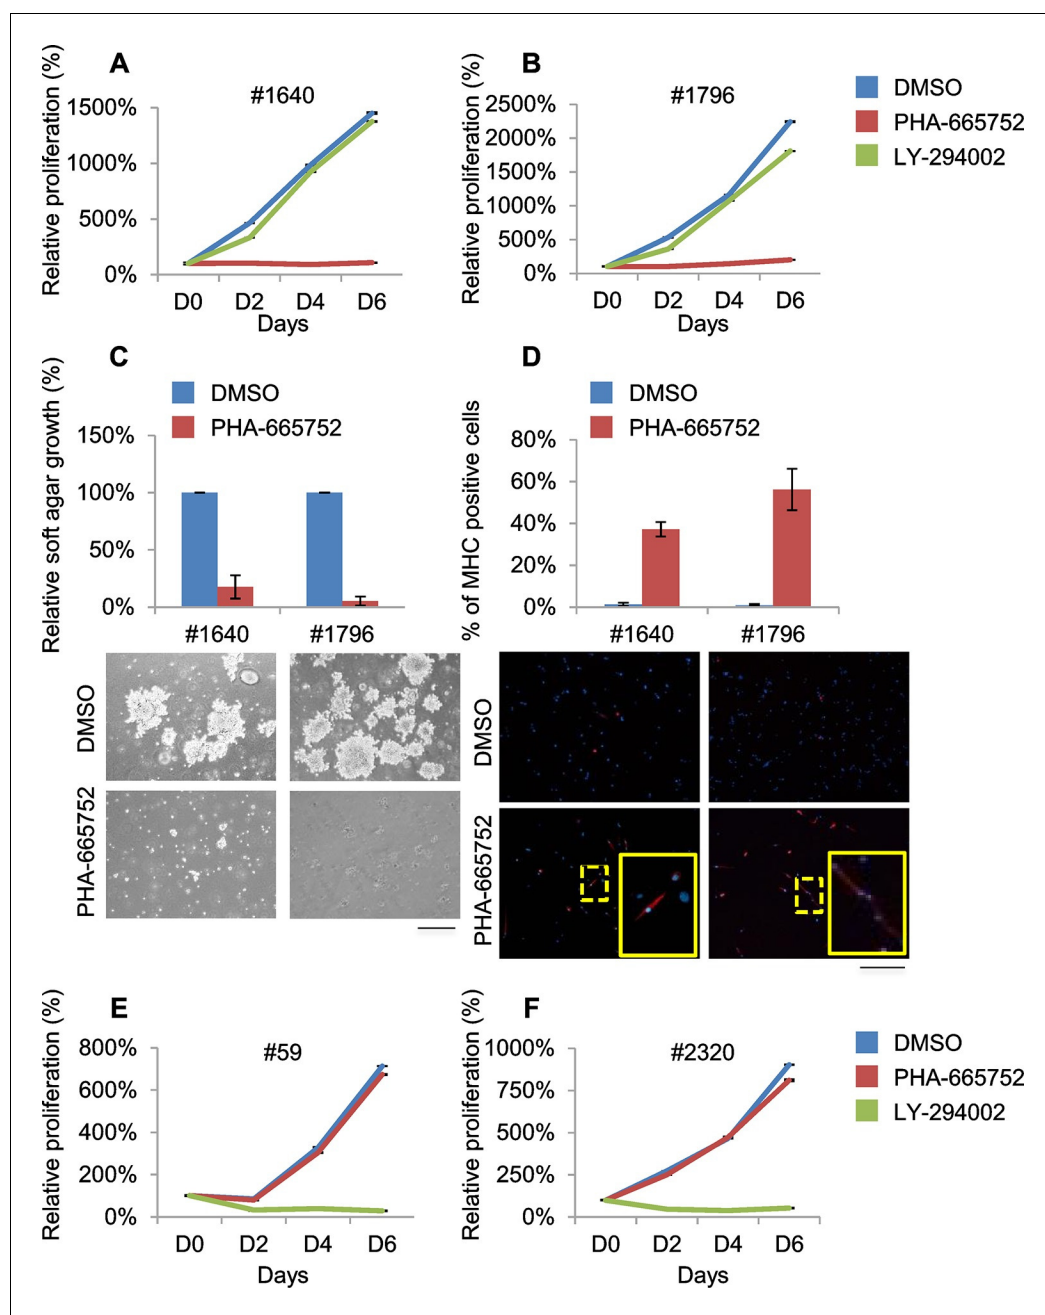 A
#1640
Relative proliferation (%)
1500%
1000%
500%
0%
D0 D2 D4 D6
Days
B
#1796
Relative proliferation (%)
2500%
2000%
1500%
1000%
500%
0%
D0 D2 D4 D6
Days
DMSO
PHA-665752
LY-294002
C
DMSO
PHA-665752
Relative soft agar growth (%)
150%
100%
50%
0%
#1640 #1796
DMSO
PHA-665752
D
DMSO
PHA-665752
% of MHC positive cells
80%
60%
40%
20%
0%
#1640 #1796
DMSO
PHA-665752
E
#59
Relative proliferation (%)
800%
600%
400%
200%
0%
D0 D2 D4 D6
Days
F
#2320
Relative proliferation (%)
1000%
750%
500%
250%
0%
D0 D2 D4 D6
Days
DMSO
PHA-665752
LY-294002